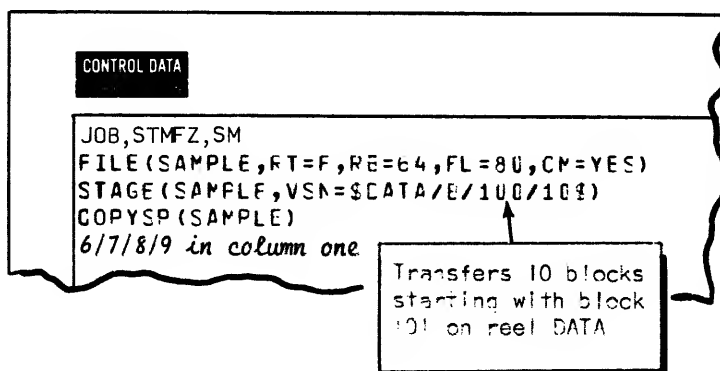 CONTROL DATA
JOB,STMFZ,SM
FILE(SAMPLE,RT=F,RB=64,FL=80,CM=YES)
STAGE(SAMPLE,VSN=$DATA/B/100/10$)
COPYSP(SAMPLE)
6/7/8/9 in column one
Transfers 10 blocks
starting with block
101 on reel DATA